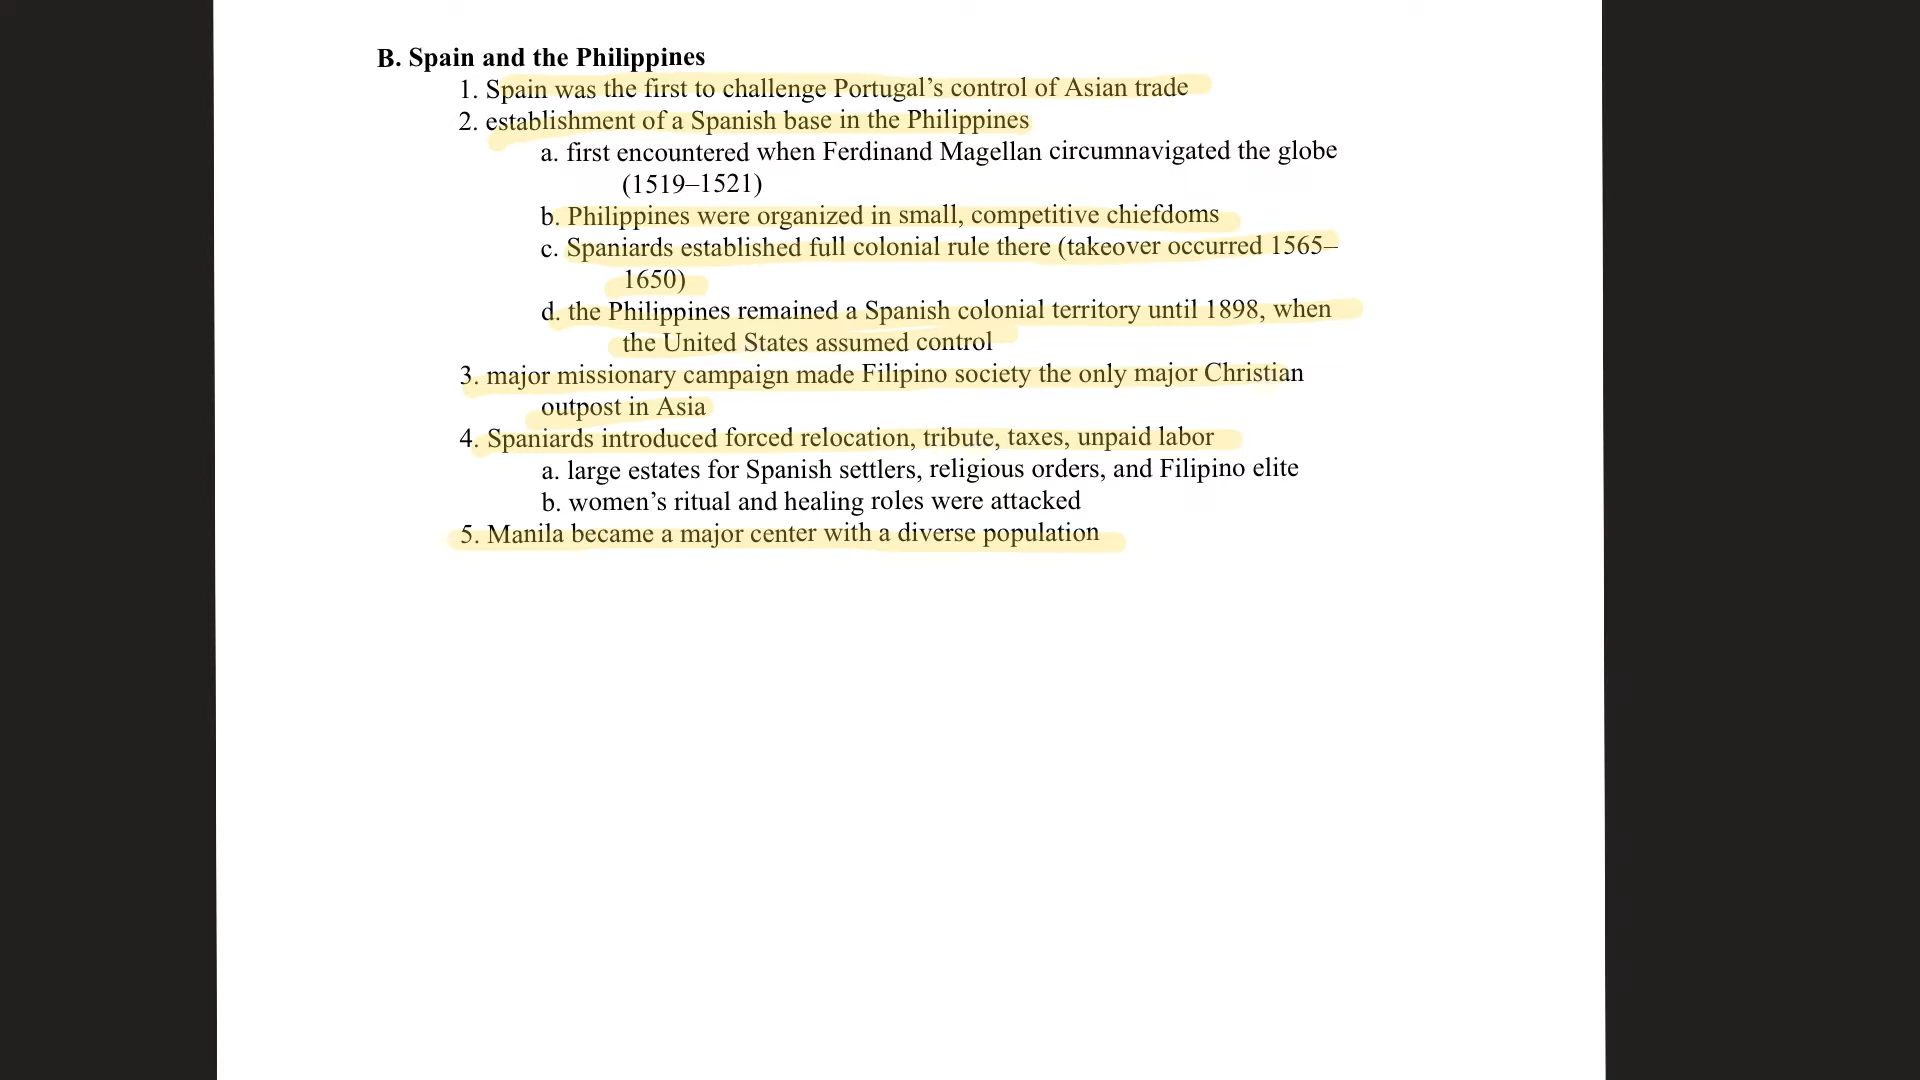 B. Spain and the Philippines
1. Spain was the first to challenge Portugal’s control of Asian trade
2. establishment of a Spanish base in the Philippines
a. first encountered when Ferdinand Magellan circumnavigated the globe
(1519–1521)
b. Philippines were organized in small, competitive chiefdoms
c. Spaniards established full colonial rule there (takeover occurred 1565–
1650)
d. the Philippines remained a Spanish colonial territory until 1898, when
the United States assumed control
3. major missionary campaign made Filipino society the only major Christian
outpost in Asia
4. Spaniards introduced forced relocation, tribute, taxes, unpaid labor
a. large estates for Spanish settlers, religious orders, and Filipino elite
b. women’s ritual and healing roles were attacked
5. Manila became a major center with a diverse population